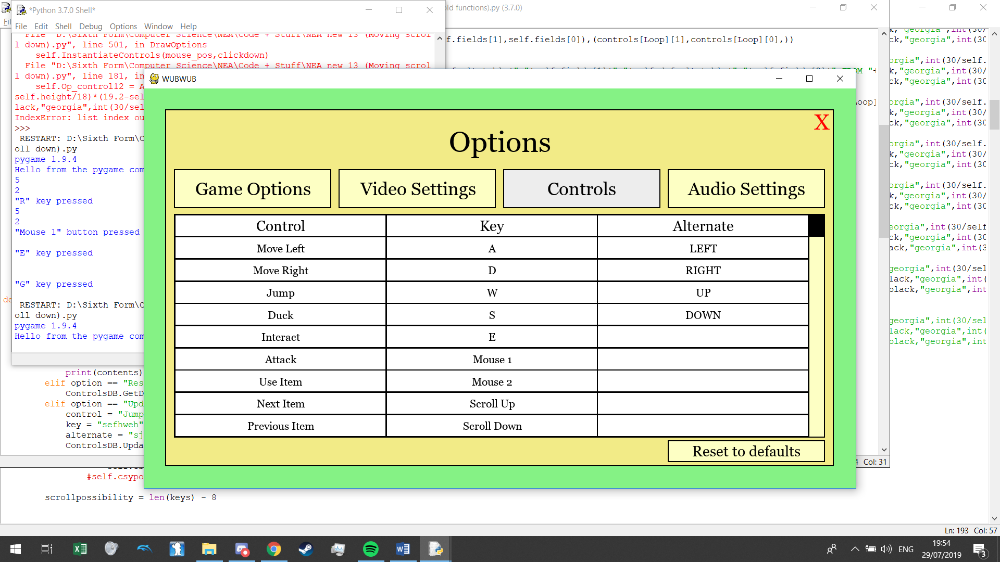 *Python 3.7.0 Shell*
File Edit Shell Debug Options Window Help
File "D:\Sixth Form\Computer Science\NEA\Code + Stuff\NEA new 13 (Moving scrol
l down).py", line 501, in DrawOptions
self.InstantiateControls(mouse_pos,clickdown)
File "D:\Sixth Form\Computer Science\NEA\Code + Stuff\NEA new 13 (Moving scrol
l down).py", line 181, in
self.Op_control12 = A
self.height/18)*(19.2-sel
lack,"georgia",int(30/sel
IndexError: list index ou
>>>
RESTART: D:\Sixth Form\C
oll down).py
pygame 1.9.4
Hello from the pygame com
5
2
"R" key pressed
5
2
"Mouse 1" button pressed
"E" key pressed
"G" key pressed
RESTART: D:\Sixth Form\C
oll down).py
pygame 1.9.4
Hello from the pygame com
print(contents)
elif option == "Res
ControlsDB.GetD
elif option == "Upd
control = "Jump
key = "sefhweh"
alternate = "sj
ControlsDB.Upda
#self.csypo
scrollpossibility = len(keys) - 8
old functions).py (3.7.0)
f.fields[1],self.fields[0]),(controls[Loop][1],controls[Loop][0],))
WUBWUB
X
Options
Game Options Video Settings Controls Audio Settings
Control Key Alternate
Move Left A LEFT
Move Right D RIGHT
Jump W UP
Duck S DOWN
Interact E
Attack Mouse 1
Use Item Mouse 2
Next Item Scroll Up
Previous Item Scroll Down
Reset to defaults
Col: 31
ck,"georgia",int(30
orgia",int(30/self.
k,"georgia",int(30/
ck,"georgia",int(30
orgia",int(30/self.
k,"georgia",int(30/
ck,"georgia",int(30
orgia",int(30/self.
k,"georgia",int(30/
ck,"georgia",int(30
orgia",int(30/self.
k,"georgia",int(30/
ck,"georgia",int(30
eorgia",int(30/self
ck,"georgia",int(30
ack,"georgia",int(3
georgia",int(30/sel
lack,"georgia",int(
black,"georgia",int
georgia",int(30/sel
lack,"georgia",int(
black,"georgia",int
Ln: 193 Col: 57
ENG
19:54
29/07/2019
3